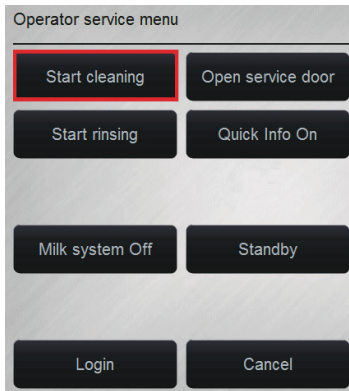 Operator service menu
Start cleaning
Open service door
Start rinsing
Quick Info On
Milk system Off
Standby
Login
Cancel